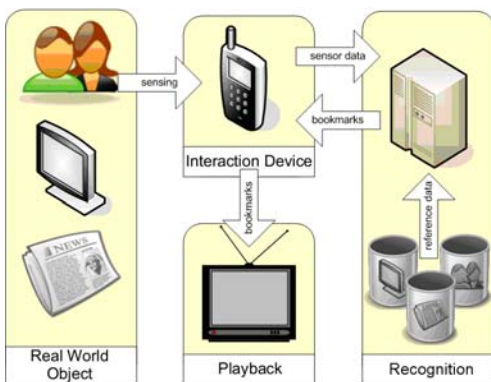 sensing
sensor data
bookmarks
Interaction Device
bookmarks
reference data
NEWS
Real World
Object
Playback
Recognition